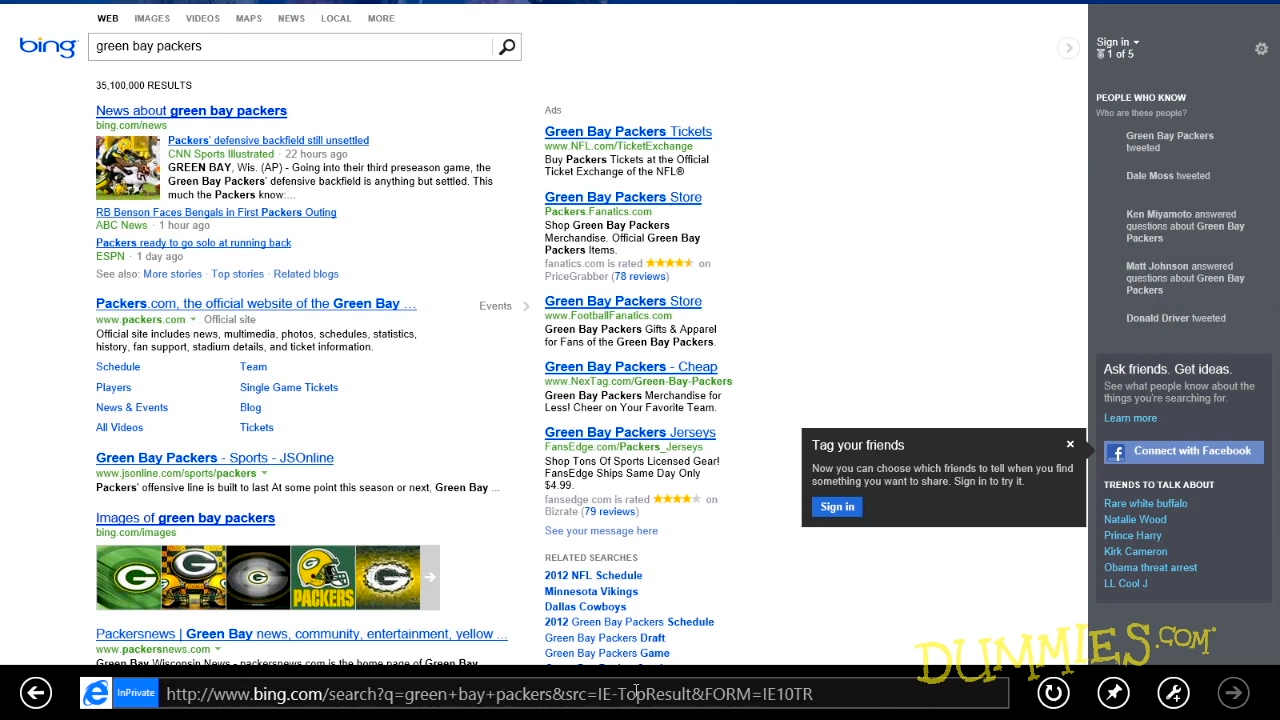 WEB IMAGES VIDEOS MAPS NEWS LOCAL MORE
bing
green bay packers
35,100,000 RESULTS
News about green bay packers
bing.com/news
Packers' defensive backfield still unsettled
CNN Sports Illustrated · 22 hours ago
GREEN BAY, Wis. (AP) - Going into their third preseason game, the
Green Bay Packers' defensive backfield is anything but settled. This
much the Packers know:...
RB Benson Faces Bengals in First Packers Outing
ABC News · 1 hour ago
Packers ready to go solo at running back
ESPN · 1 day ago
See also: More stories · Top stories · Related blogs
Packers.com, the official website of the Green Bay ...
www.packers.com Official site
Official site includes news, multimedia, photos, schedules, statistics,
history, fan support, stadium details, and ticket information.
Schedule Team
Players Single Game Tickets
News & Events Blog
All Videos Tickets
Events
Green Bay Packers - Sports - JSOnline
www.jsonline.com/sports/packers
Packers' offensive line is built to last At some point this season or next, Green Bay ...
Images of green bay packers
bing.com/images
PACKERS
Packersnews | Green Bay news, community, entertainment, yellow ...
www.packersnews.com
Green Bay Wisconsin News - packersnews.com is the home page of Green Bay
Ads
Green Bay Packers Tickets
www.NFL.com/TicketExchange
Buy Packers Tickets at the Official
Ticket Exchange of the NFL®
Green Bay Packers Store
Packers.Fanatics.com
Shop Green Bay Packers
Merchandise. Official Green Bay
Packers Items.
fanatics.com is rated on
PriceGrabber (78 reviews)
Green Bay Packers Store
www.FootballFanatics.com
Green Bay Packers Gifts & Apparel
for Fans of the Green Bay Packers.
Green Bay Packers - Cheap
www.NexTag.com/Green-Bay-Packers
Green Bay Packers Merchandise for
Less! Cheer on Your Favorite Team.
Green Bay Packers Jerseys
FansEdge.com/Packers_Jerseys
Shop Tons Of Sports Licensed Gear!
FansEdge Ships Same Day Only
$4.99.
fansedge.com is rated on
Bizrate (79 reviews)
See your message here
RELATED SEARCHES
2012 NFL Schedule
Minnesota Vikings
Dallas Cowboys
2012 Green Bay Packers Schedule
Green Bay Packers Draft
Green Bay Packers Game
Tag your friends
Now you can choose which friends to tell when you find
something you want to share. Sign in to try it.
Sign in
Sign in
1 of 5
PEOPLE WHO KNOW
Who are these people?
Green Bay Packers
tweeted
Dale Moss tweeted
Ken Miyamoto answered
questions about Green Bay
Packers
Matt Johnson answered
questions about Green Bay
Packers
Donald Driver tweeted
Ask friends. Get ideas.
See what people know about the
things you're searching for.
Learn more
Connect with Facebook
TRENDS TO TALK ABOUT
Rare white buffalo
Natalie Wood
Prince Harry
Kirk Cameron
Obama threat arrest
LL Cool J
DUMMIES.COM
InPrivate http://www.bing.com/search?q=green+bay+packers&src=IE-TopResult&FORM=IE10TR